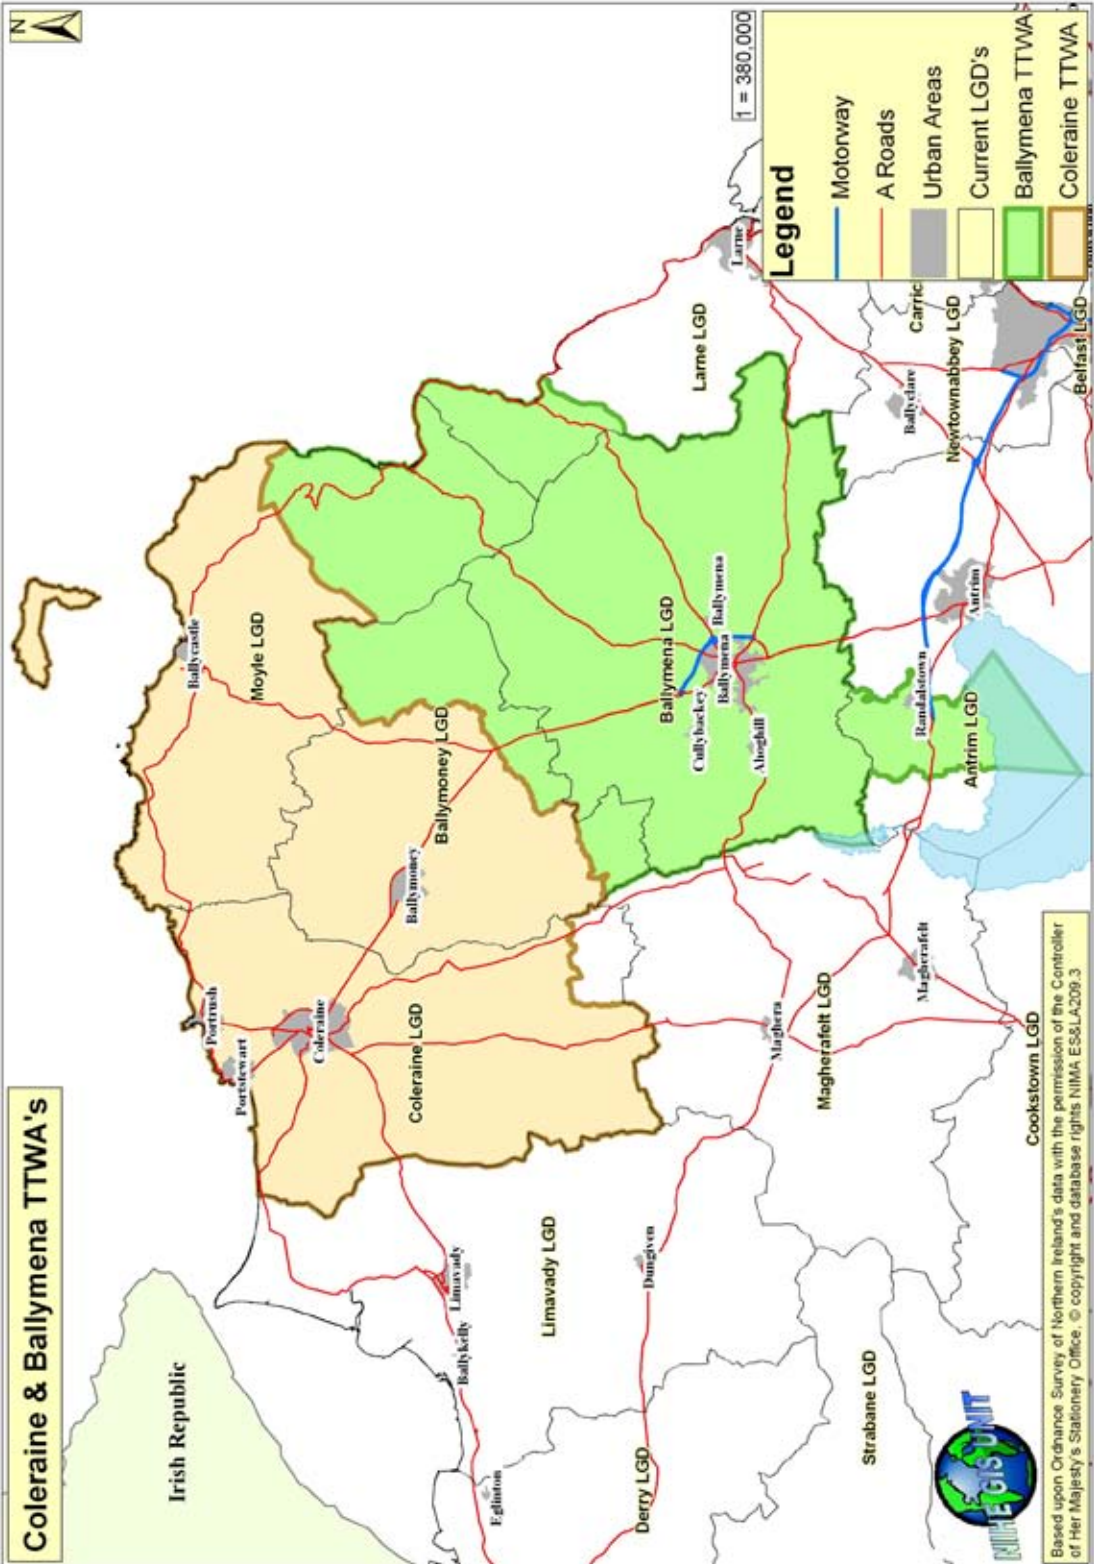 Coleraine & Ballymena TTWA's
N
Irish Republic
Portrush
Portstewart
Coleraine
Ballycastle
Moyle LGD
Ballymoney
Ballymoney LGD
Coleraine LGD
Limavady
Ballykelly
Eglinton
Limavady LGD
Dungiven
Derry LGD
Strabane LGD
Ballymena LGD
Ballymena
Ballymena
Cullybackey
Ahoghill
Larne
Larne LGD
Maghera
Magherafelt LGD
Magherafelt
Cookstown LGD
Randalstown
Antrim LGD
Antrim
Ballyclare
Carric
Newtownabbey LGD
Belfast LGD
1 = 380,000
Legend
Motorway
A Roads
Urban Areas
Current LGD's
Ballymena TTWA
Coleraine TTWA
NIHE GIS UNIT
Based upon Ordnance Survey of Northern Ireland's data with the permission of the Controller
of Her Majesty's Stationery Office, © copyright and database rights NIMA ES&LA209.3